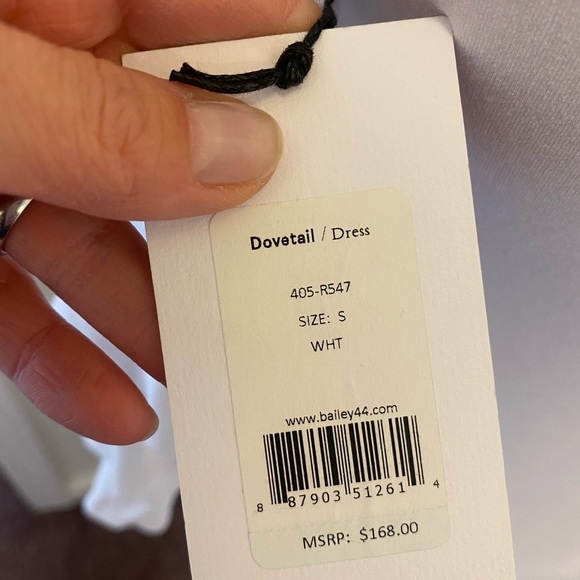 Dovetail / Dress
405-R547
SIZE: S
WHT
www.bailey44.com
8 87903 51261 4
MSRP: $168.00